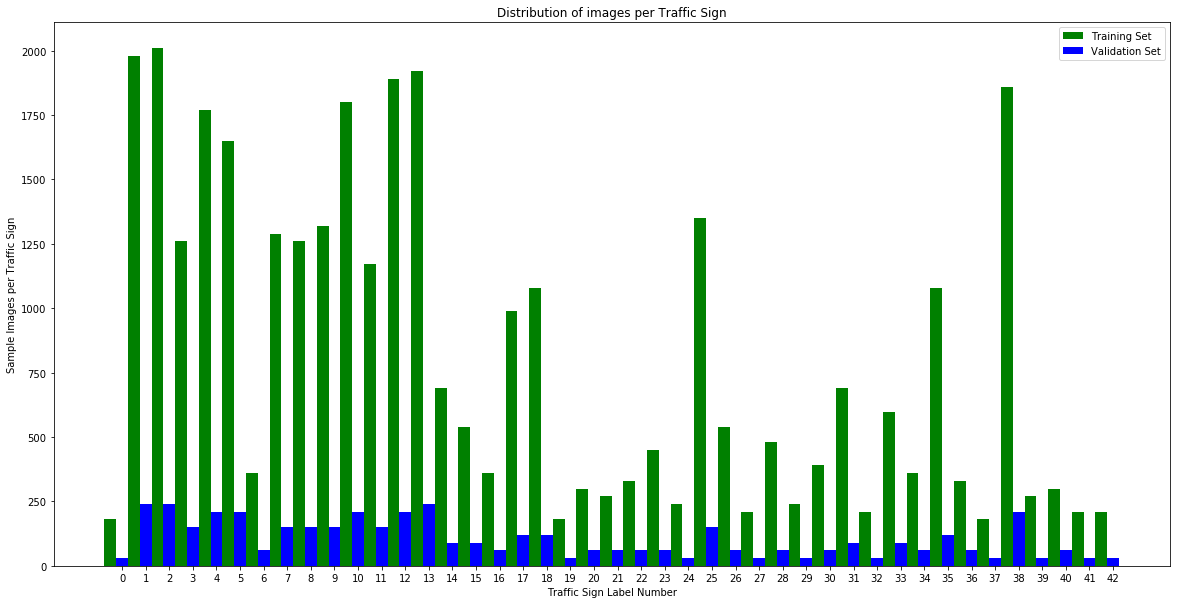 Distribution of images per Traffic Sign
Training Set
Validation Set
Sample Images per Traffic Sign
2000
1750
1500
1250
1000
750
500
250
0
0 1 2 3 4 5 6 7 8 9 10 11 12 13 14 15 16 17 18 19 20 21 22 23 24 25 26 27 28 29 30 31 32 33 34 35 36 37 38 39 40 41 42
Traffic Sign Label Number